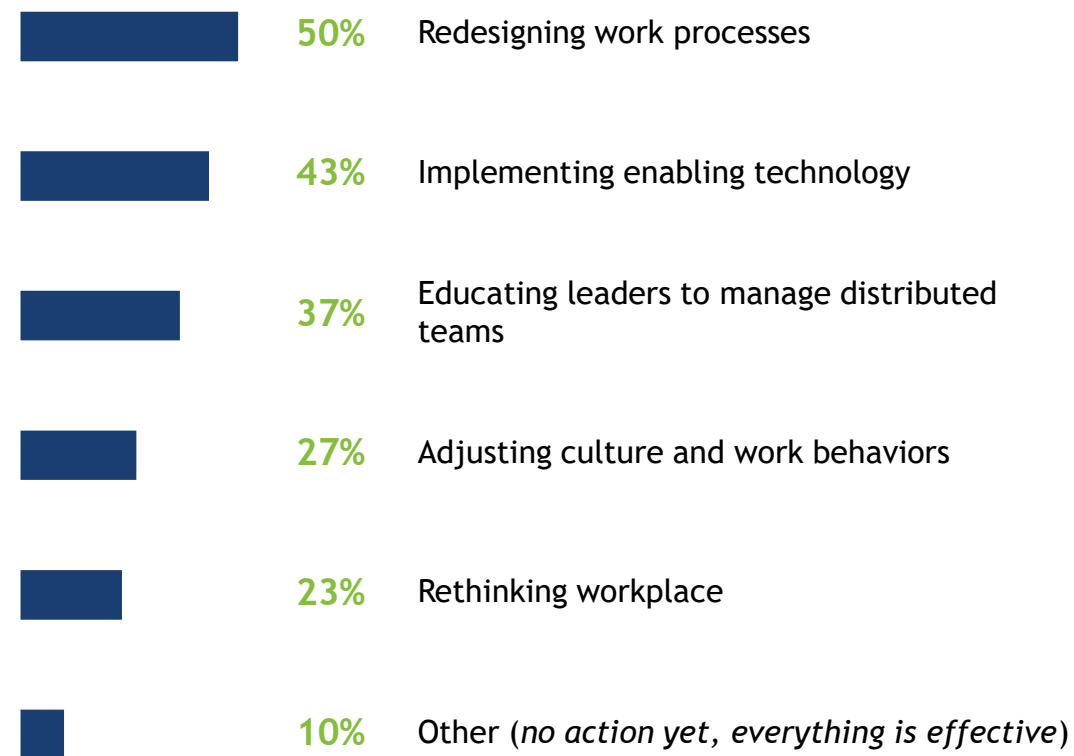 50% Redesigning work processes
43% Implementing enabling technology
37% Educating leaders to manage distributed
teams
27% Adjusting culture and work behaviors
23% Rethinking workplace
10% Other (no action yet, everything is effective)